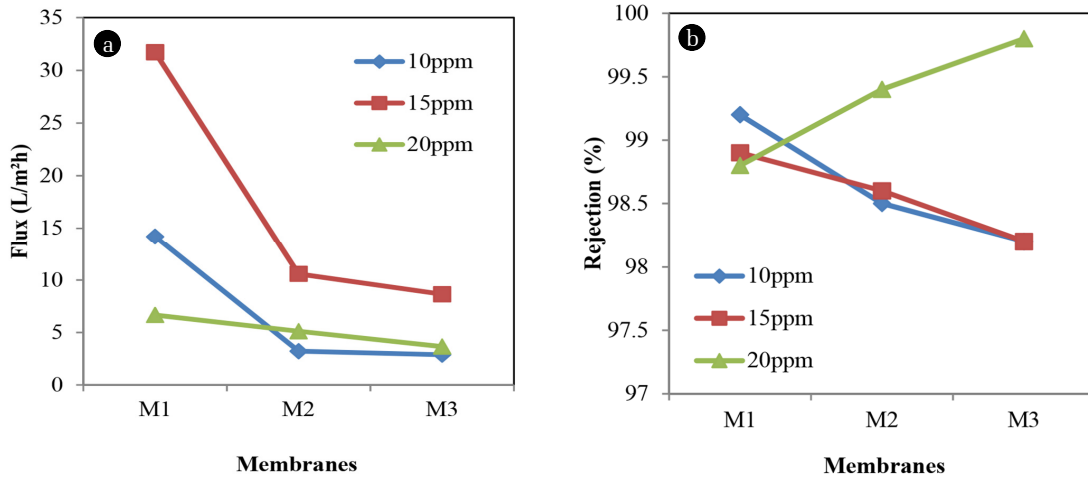 a
Flux (L/m²h)
35
30
25
20
15
10
5
0
10ppm
15ppm
20ppm
M1 M2 M3
Membranes
b
Rejection (%)
100
99.5
99
98.5
98
97.5
97
10ppm
15ppm
20ppm
M1 M2 M3
Membranes